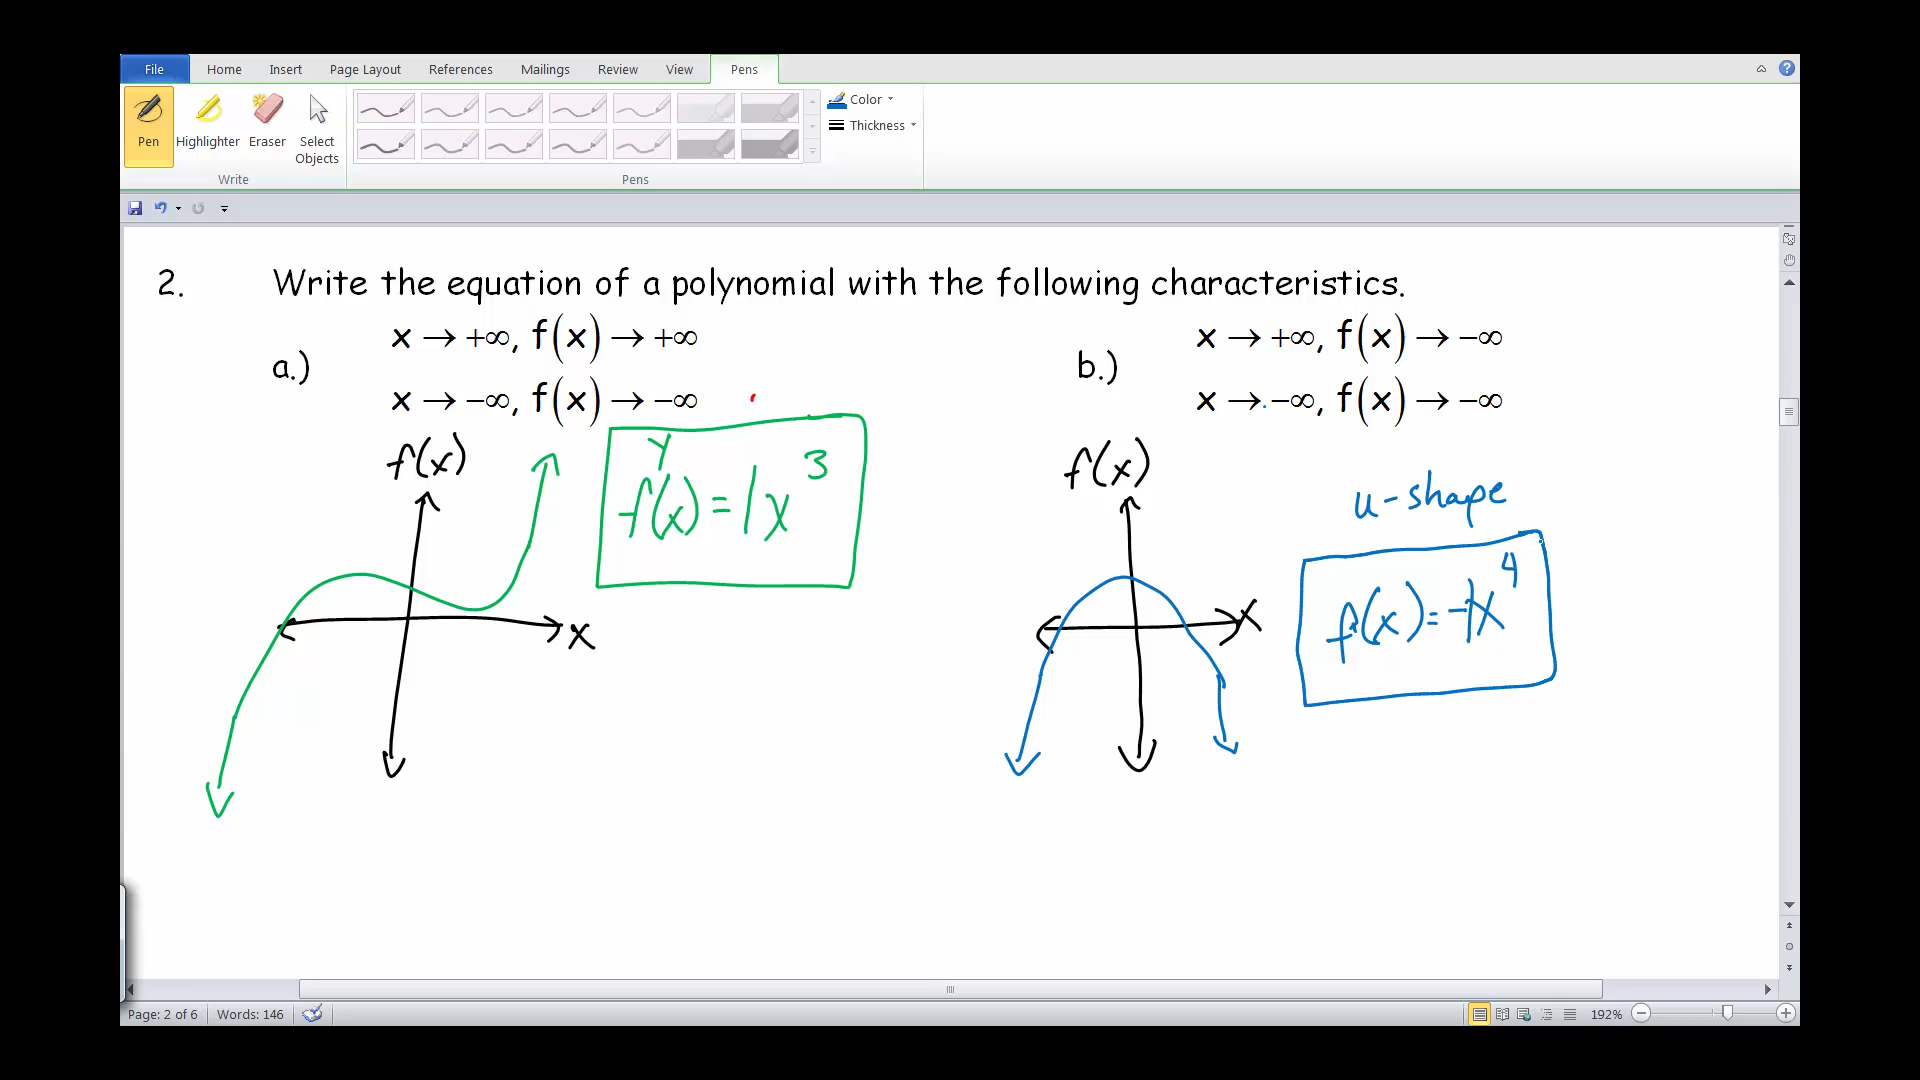 File Home Insert Page Layout References Mailings Review View Pens
Pen Highlighter Eraser Select Objects
Color
Thickness
Write Pens
2. Write the equation of a polynomial with the following characteristics.
a.) x → +∞, f(x) → +∞
x → −∞, f(x) → −∞
b.) x → +∞, f(x) → −∞
x → −∞, f(x) → −∞
f(x)
x
y
f(x) = 1x³
f(x)
x
u-shape
f(x) = -1x⁴
Page: 2 of 6 Words: 146 192%